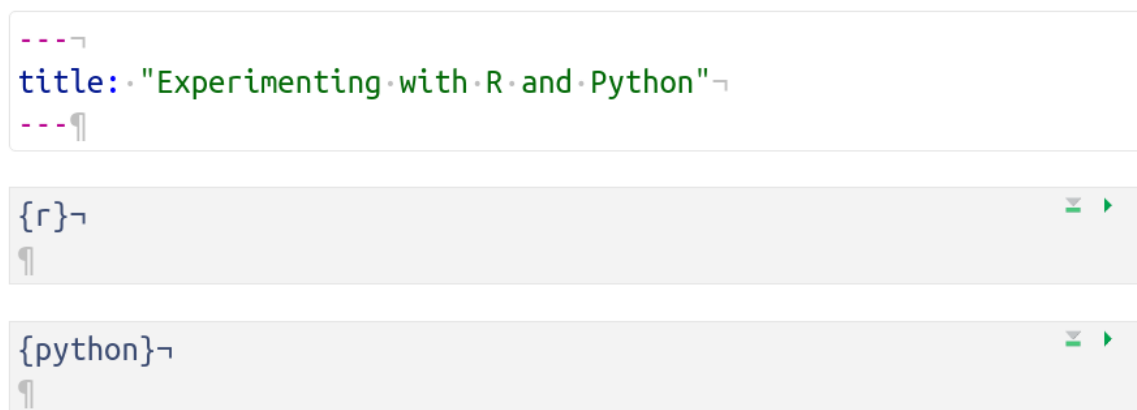 ---¬
title:·"Experimenting·with·R·and·Python"¬
---¶
{r}¬
¶
{python}¬
¶